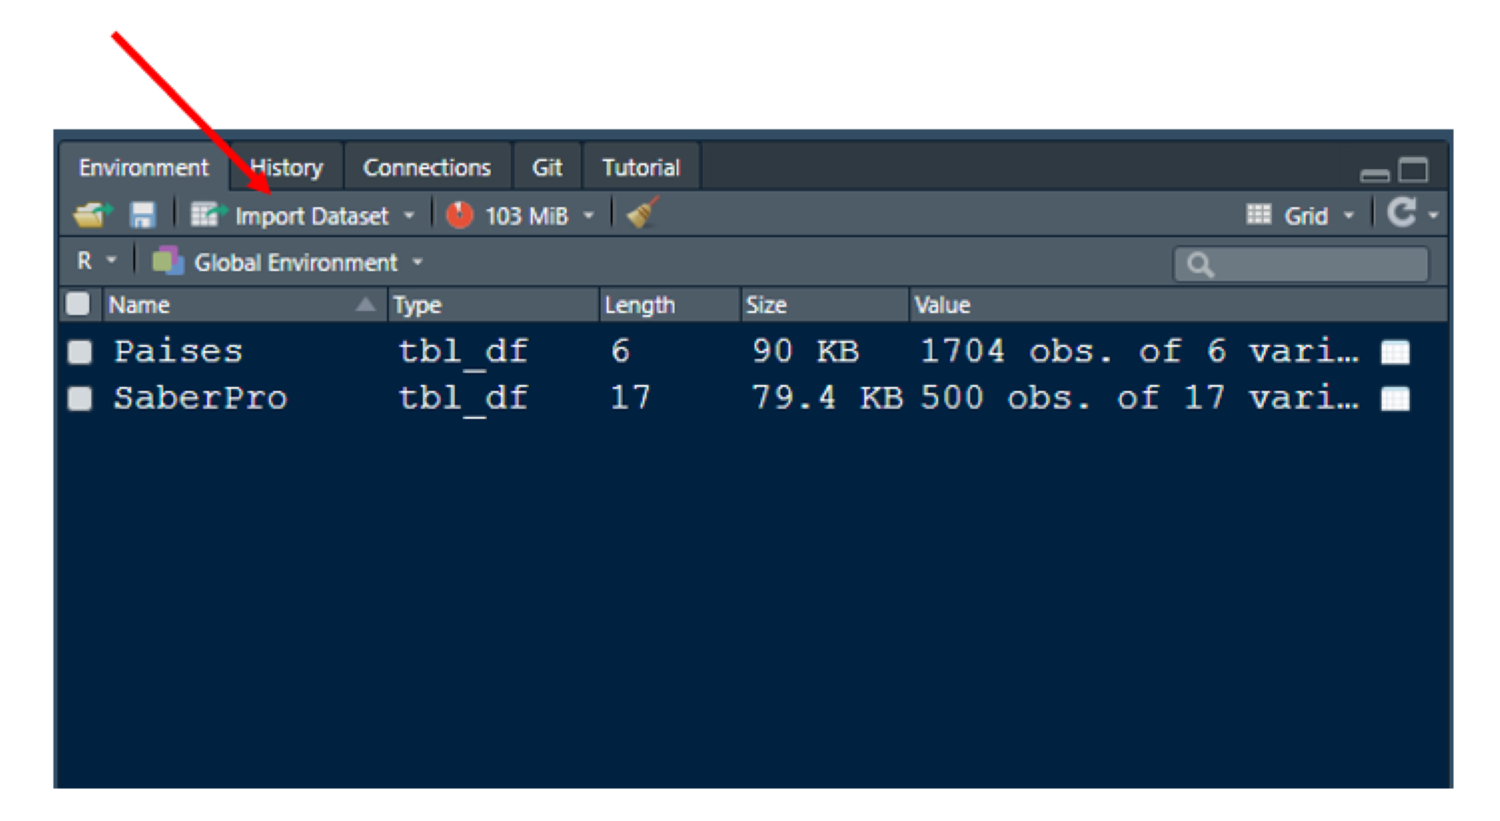 Environment History Connections Git Tutorial
Import Dataset 103 MiB Grid
R Global Environment
Name Type Length Size Value
Paises tbl_df 6 90 KB 1704 obs. of 6 vari…
SaberPro tbl_df 17 79.4 KB 500 obs. of 17 vari…